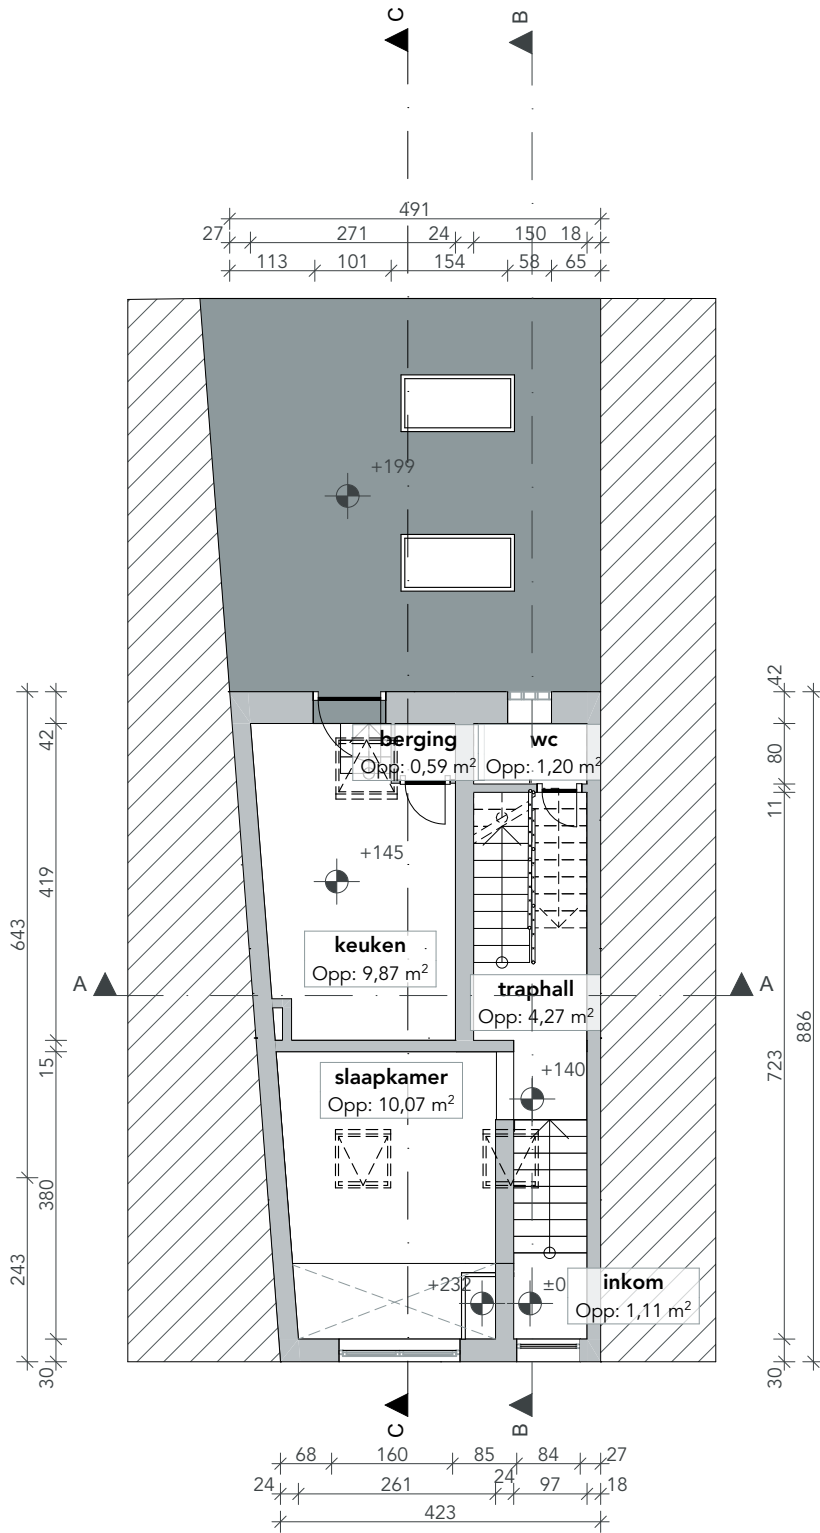 C
B
491
27 271 24 150 18
113 101 154 58 65
+199
42
42
berging
Opp: 0,59 m²
wc
Opp: 1,20 m²
80
11
+145
419
643
keuken
Opp: 9,87 m²
A
A
traphall
Opp: 4,27 m²
886
723
15
+140
slaapkamer
Opp: 10,07 m²
380
243
+232
±0
inkom
Opp: 1,11 m²
30
30
C
B
68 160 85 84 27
24 261 24 97 18
423